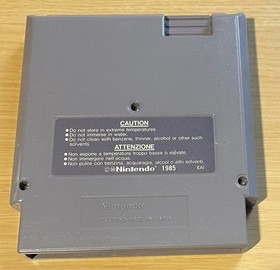 CAUTION
● Do not store in extreme temperatures.
● Do not immerse in water.
● Do not clean with benzene, thinner, alcohol or other such
solvents.
ATTENZIONE
● Non esporre a temperature troppo basse o elevate.
● Non immergere nell'acqua.
● Non pulire con benzina, acquaragia, alcool o altri solventi.
©®Nintendo 1985 EAI
Nintendo